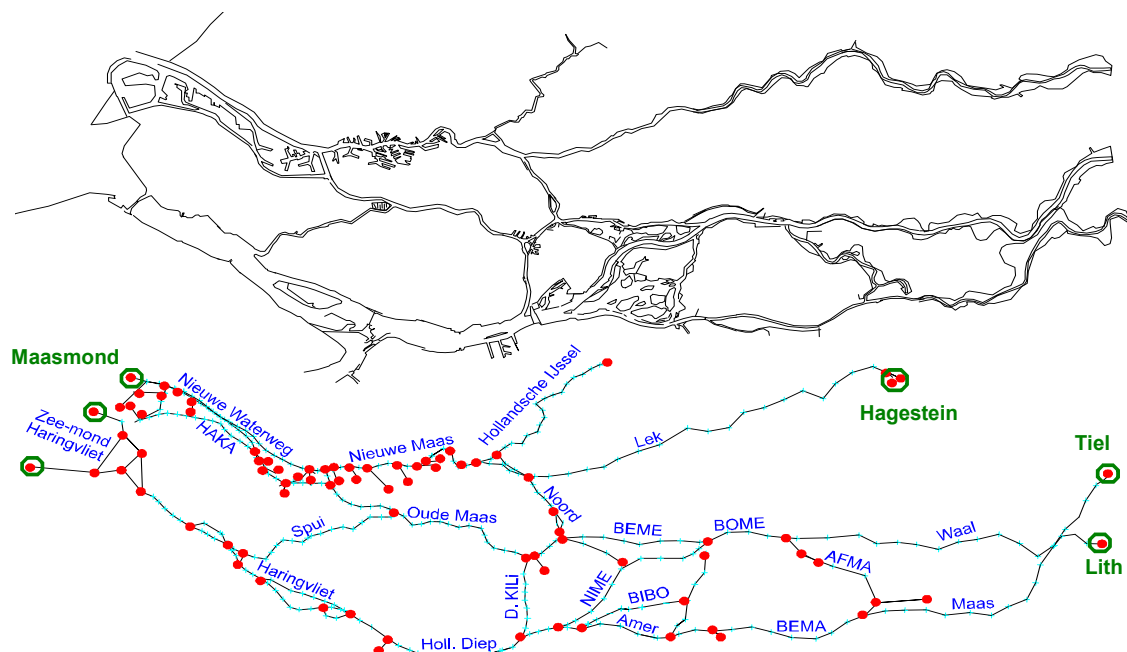 Maasmond
Nieuwe Waterweg
Hollandsche IJssel
Hagestein
Zee-mond
Haringvliet
HAKA
Nieuwe Maas
Lek
Tiel
Noord
Spui
Oude Maas
BEME
BOME
Waal
AFMA
Lith
Haringvliet
D. KILi
NIME
BIBO
Maas
Amer
BEMA
Holl. Diep